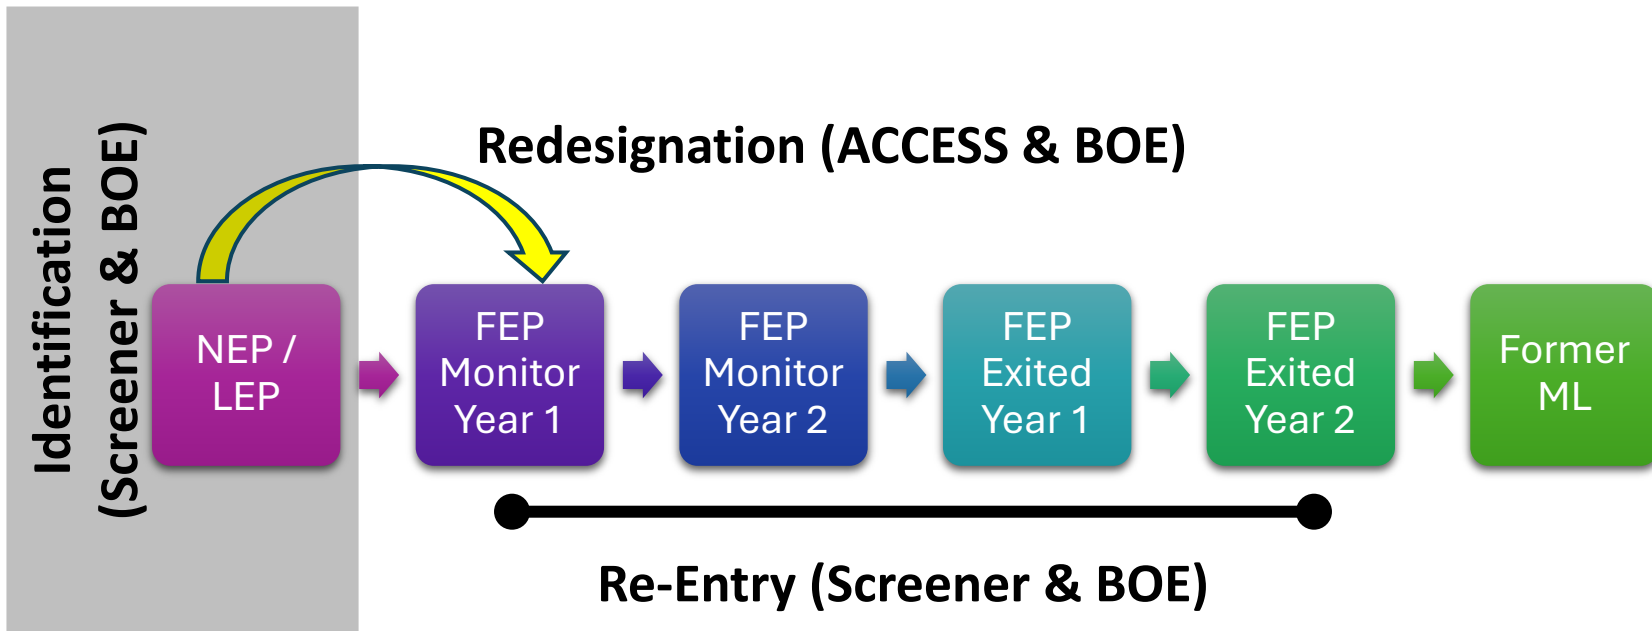 Identification
(Screener & BOE)
Redesignation (ACCESS & BOE)
NEP /
LEP
FEP
Monitor
Year 1
FEP
Monitor
Year 2
FEP
Exited
Year 1
FEP
Exited
Year 2
Former
ML
Re-Entry (Screener & BOE)